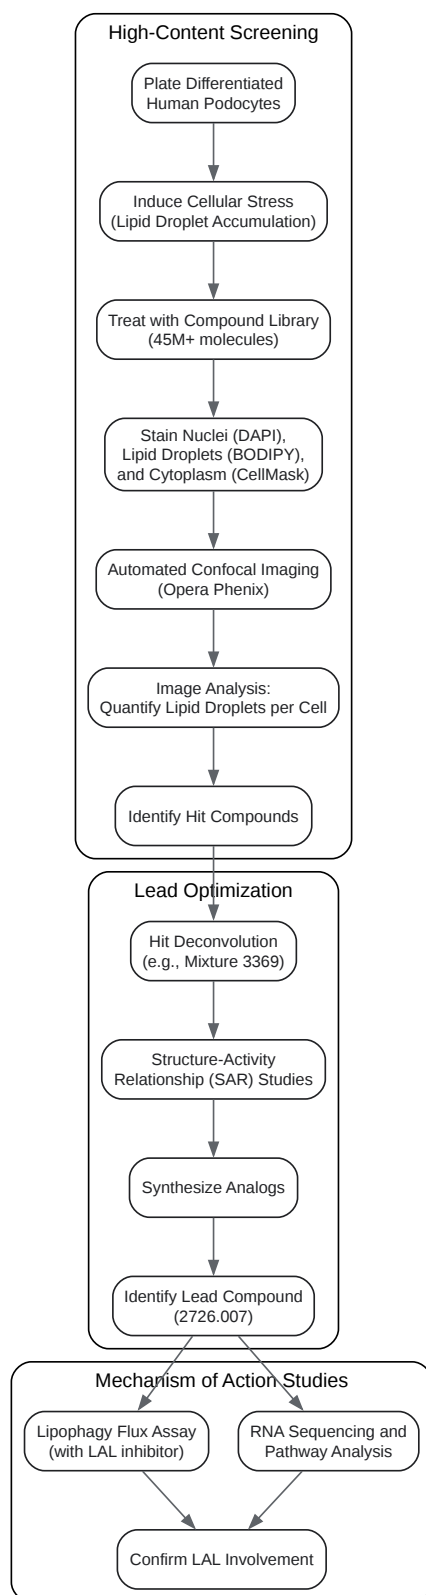 High-Content Screening
Plate Differentiated
Human Podocytes
Induce Cellular Stress
(Lipid Droplet Accumulation)
Treat with Compound Library
(45M+ molecules)
Stain Nuclei (DAPI),
Lipid Droplets (BODIPY),
and Cytoplasm (CellMask)
Automated Confocal Imaging
(Opera Phenix)
Image Analysis:
Quantify Lipid Droplets per Cell
Identify Hit Compounds
Lead Optimization
Hit Deconvolution
(e.g., Mixture 3369)
Structure-Activity
Relationship (SAR) Studies
Synthesize Analogs
Identify Lead Compound
(2726.007)
Mechanism of Action Studies
Lipophagy Flux Assay
(with LAL inhibitor)
RNA Sequencing and
Pathway Analysis
Confirm LAL Involvement